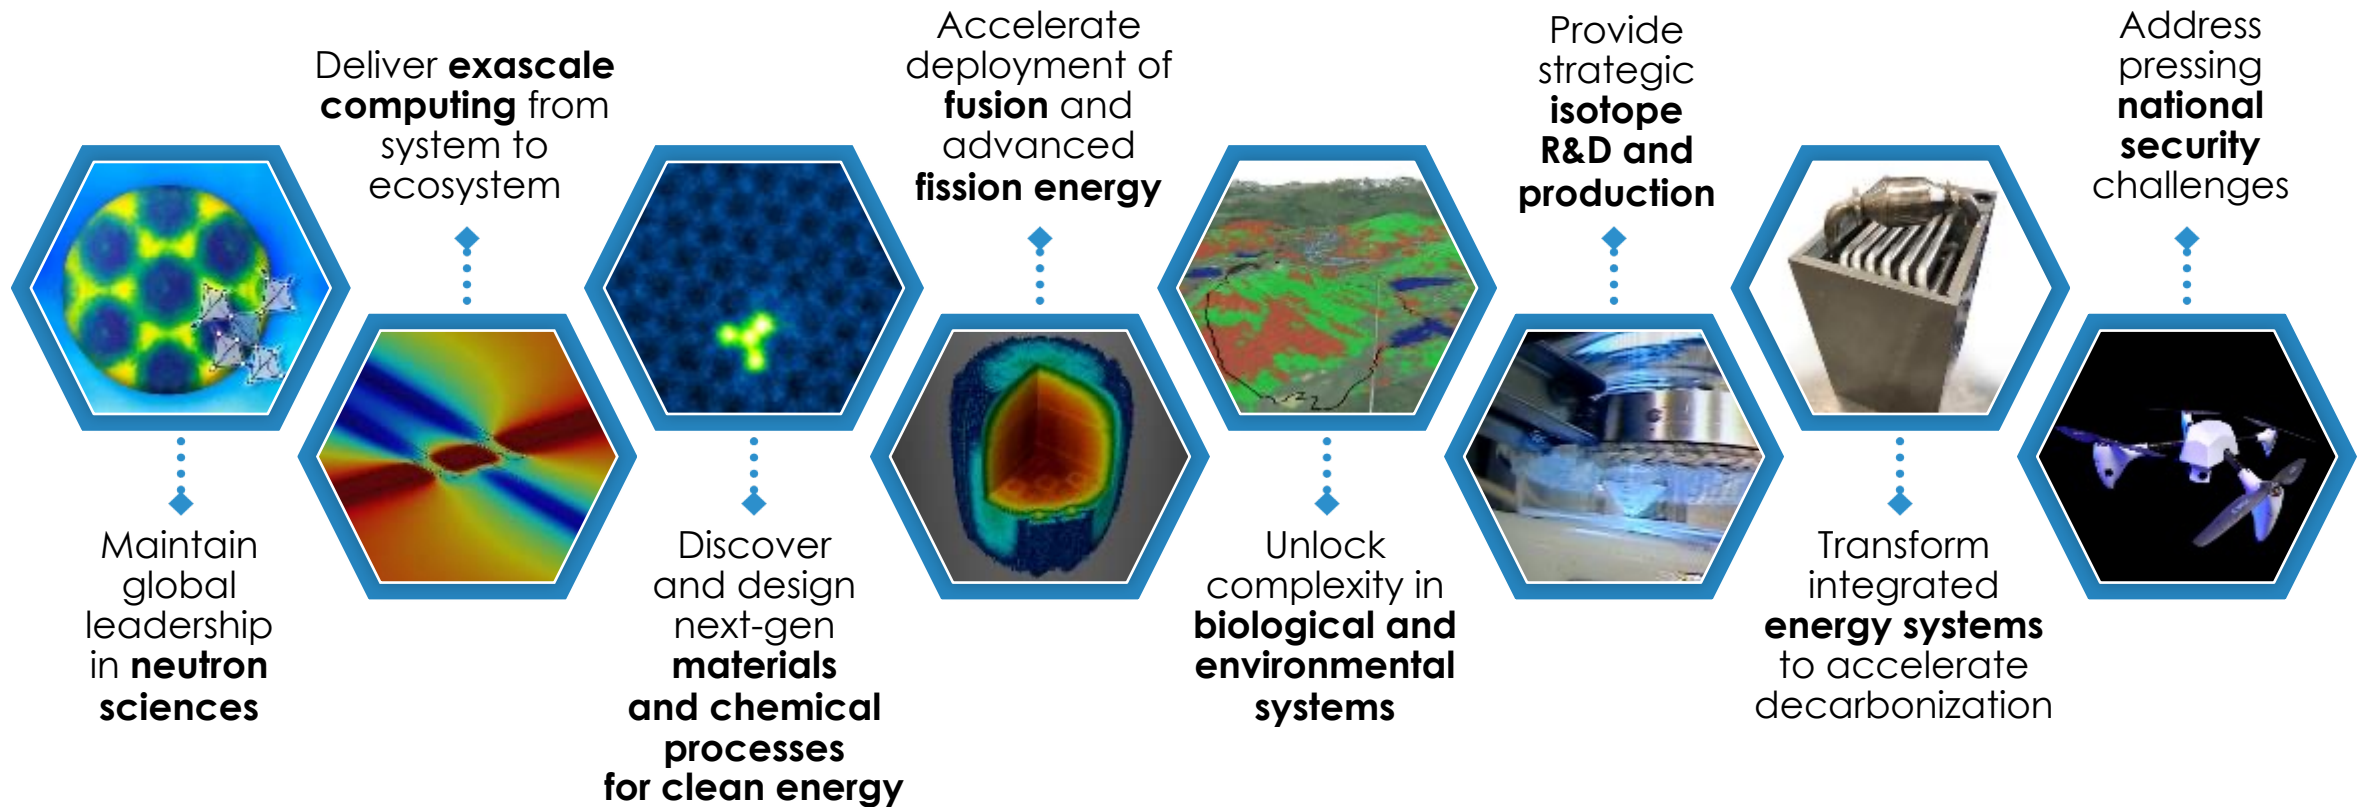 Maintain
global
leadership
in neutron
sciences
Deliver exascale
computing from
system to
ecosystem
Discover
and design
next-gen
materials
and chemical
processes
for clean energy
Accelerate
deployment of
fusion and
advanced
fission energy
Unlock
complexity in
biological and
environmental
systems
Provide
strategic
isotope
R&D and
production
Transform
integrated
energy systems
to accelerate
decarbonization
Address
pressing
national
security
challenges